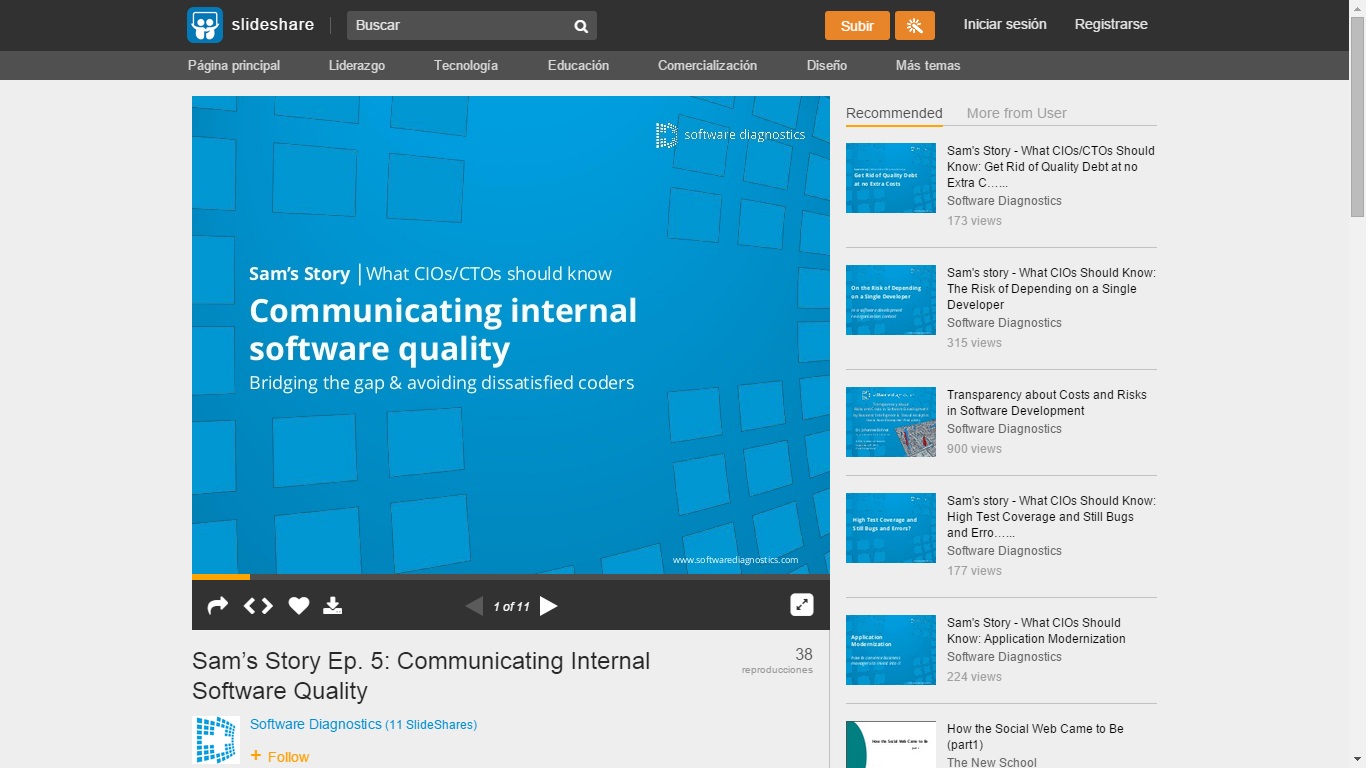 slideshare
Buscar
Subir
Iniciar sesión
Registrarse
Página principal
Liderazgo
Tecnología
Educación
Comercialización
Diseño
Más temas
software diagnostics
Sam's Story | What CIOs/CTOs should know
Communicating internal
software quality
Bridging the gap & avoiding dissatisfied coders
www.softwarediagnostics.com
1 of 11
Sam's Story Ep. 5: Communicating Internal
Software Quality
38
reproducciones
Software Diagnostics (11 SlideShares)
+ Follow
Recommended
More from User
Get Rid of Quality Debt
at no Extra Costs
Sam's Story - What CIOs/CTOs Should
Know: Get Rid of Quality Debt at no
Extra C…...
Software Diagnostics
173 views
On the Risk of Depending
on a Single Developer
Sam's story - What CIOs Should Know:
The Risk of Depending on a Single
Developer
Software Diagnostics
315 views
Transparency about Costs and Risks
in Software Development
Software Diagnostics
900 views
High Test Coverage and
Still Bugs and Errors?
Sam's story - What CIOs Should Know:
High Test Coverage and Still Bugs
and Erro…...
Software Diagnostics
177 views
Application
Modernization
Sam's Story - What CIOs Should
Know: Application Modernization
Software Diagnostics
224 views
How the Social Web Came to Be
part 1
How the Social Web Came to Be
(part1)
The New School